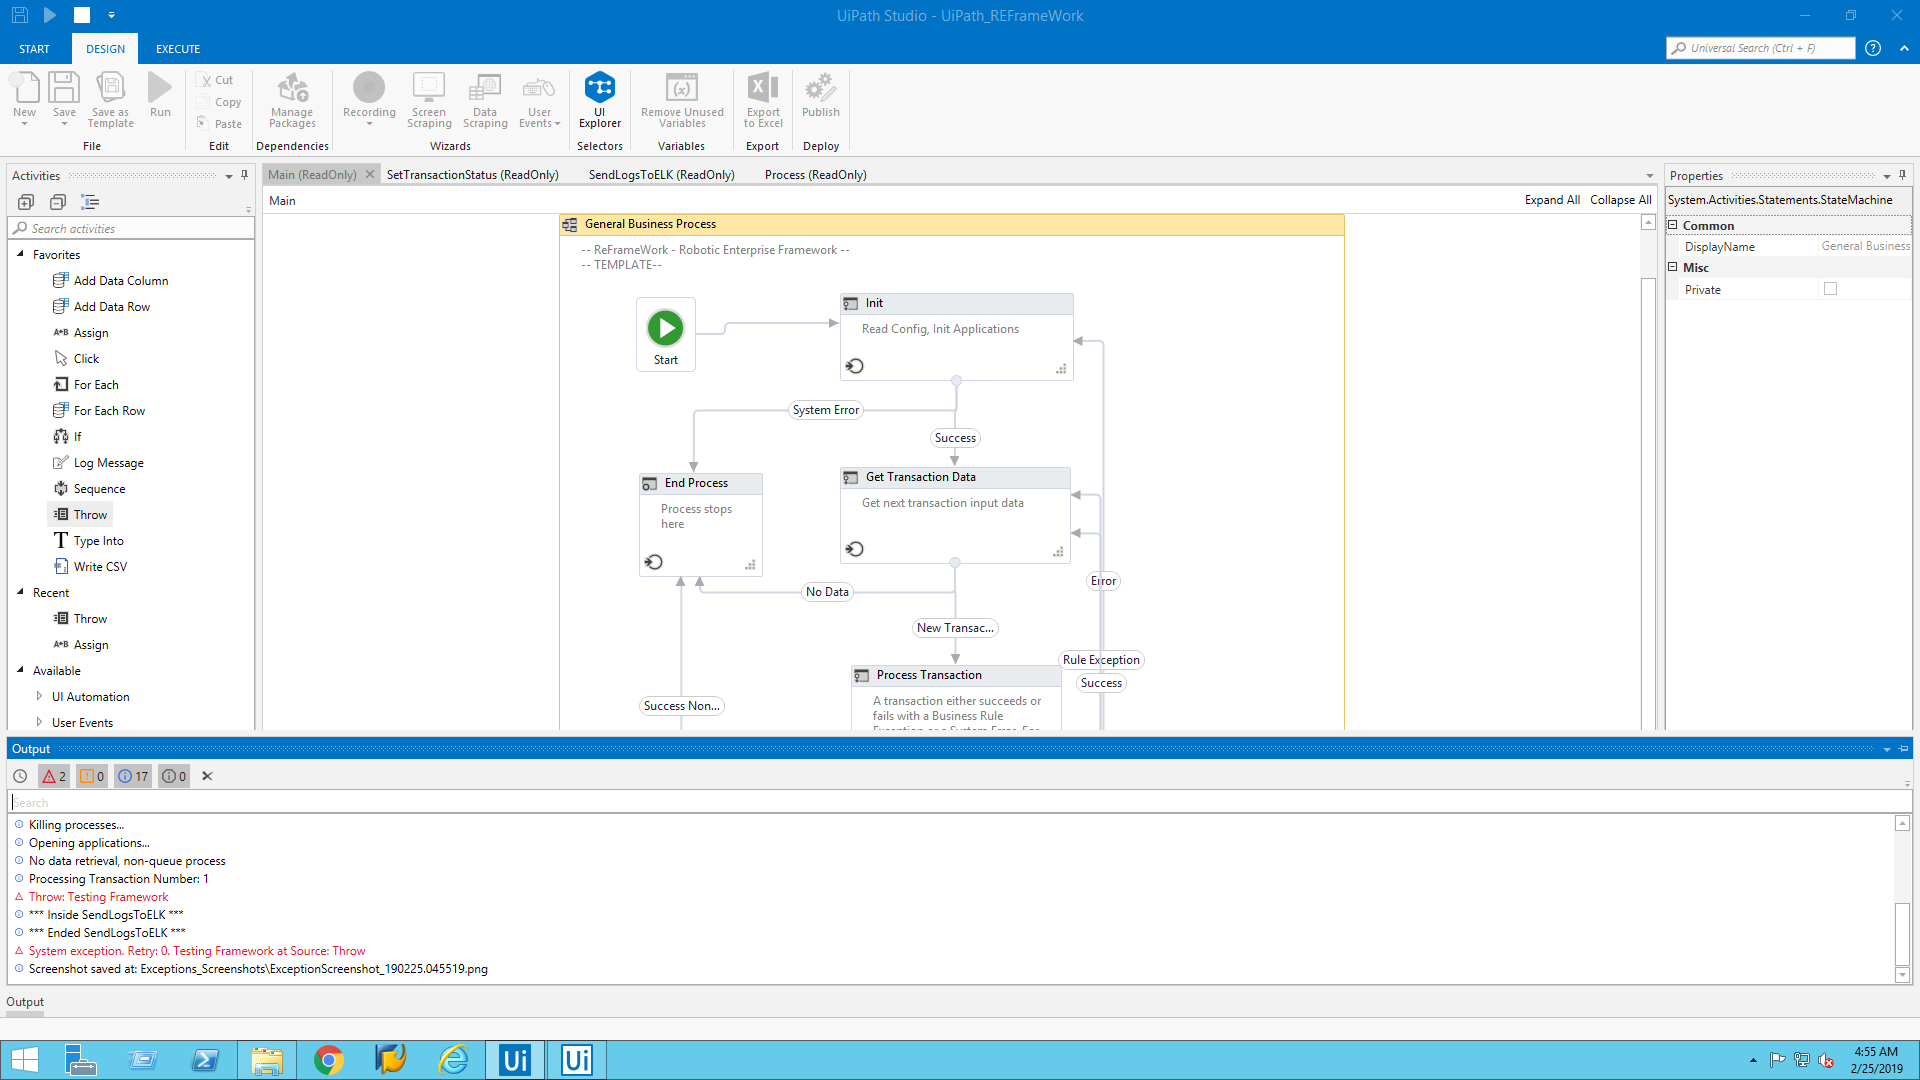 UiPath Studio - UiPath_REFrameWork
START
DESIGN
EXECUTE
Universal Search (Ctrl + F)
New
Save
Save as Template
Run
Cut
Copy
Paste
Manage Packages
Recording
Screen Scraping
Data Scraping
User Events
UI Explorer
Remove Unused Variables
Export to Excel
Publish
File
Edit
Dependencies
Wizards
Selectors
Variables
Export
Deploy
Activities
Search activities
Favorites
Add Data Column
Add Data Row
Assign
Click
For Each
For Each Row
If
Log Message
Sequence
Throw
Type Into
Write CSV
Recent
Throw
Assign
Available
UI Automation
User Events
Main (ReadOnly)
SetTransactionStatus (ReadOnly)
SendLogsToELK (ReadOnly)
Process (ReadOnly)
Main
Expand All
Collapse All
General Business Process
-- ReFrameWork - Robotic Enterprise Framework --
-- TEMPLATE--
Start
Init
Read Config, Init Applications
System Error
Success
End Process
Process stops
here
Get Transaction Data
Get next transaction input data
No Data
Error
New Transac...
Rule Exception
Success
Process Transaction
A transaction either succeeds or
fails with a Business Rule
Exception or a System Error. For
Success Non...
Properties
System.Activities.Statements.StateMachine
Common
DisplayName
General Business
Misc
Private
Output
2
0
17
0
Search
Killing processes...
Opening applications...
No data retrieval, non-queue process
Processing Transaction Number: 1
Throw: Testing Framework
*** Inside SendLogsToELK ***
*** Ended SendLogsToELK ***
System exception. Retry: 0. Testing Framework at Source: Throw
Screenshot saved at: Exceptions_Screenshots\ExceptionScreenshot_190225.045519.png
Output
Ui
Ui
4:55 AM
2/25/2019